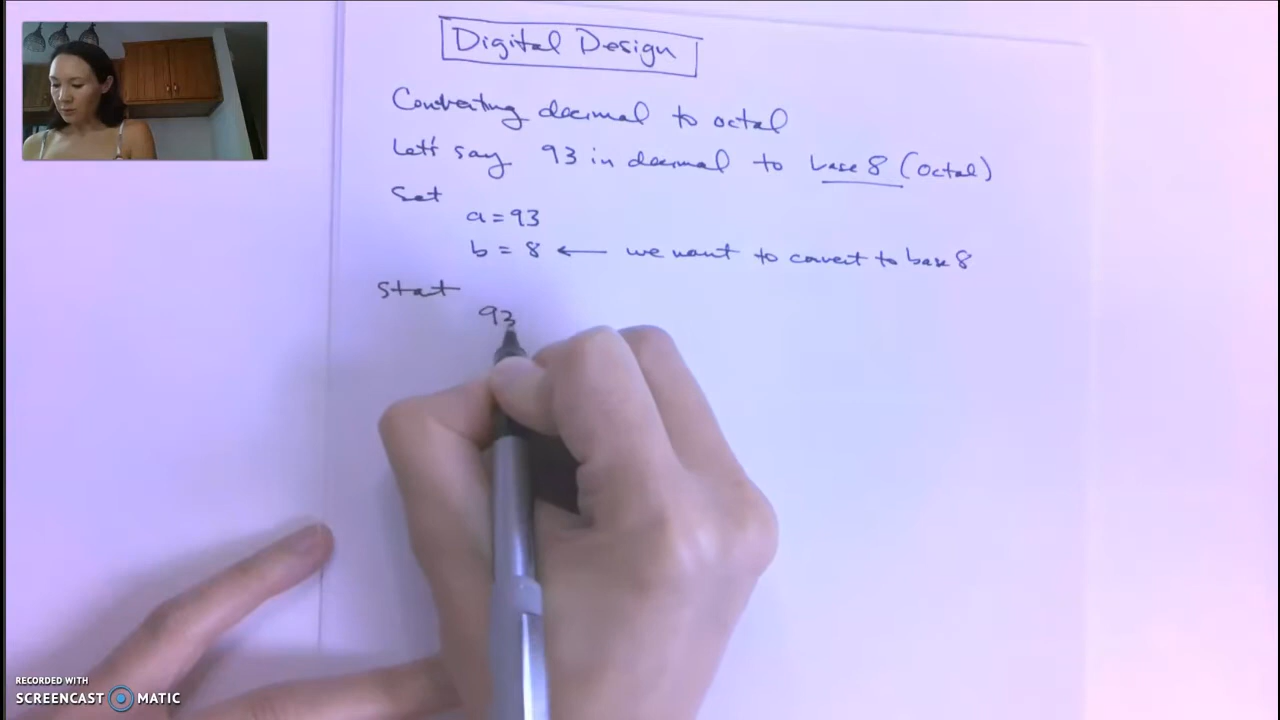 Digital Design
Converting decimal to octal
Let's say 93 in decimal to base 8 (octal)
Set
a = 93
b = 8 ← we want to convert to base 8
Start
93
RECORDED WITH
SCREENCAST MATIC